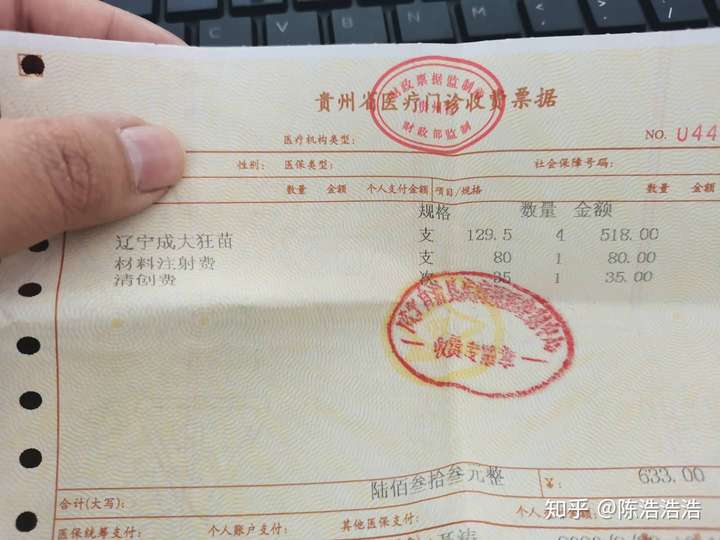 贵州省医疗门诊收费票据
财政部监制
医疗机构类型:
NO. U44
性别: 医保类型: 社会保障号码:
数量 金额 个人支付金额 项目/规格 数量 金额
规格 数量 金额
辽宁成大狂苗 支 129.5 4 518.00
材料注射费 支 80 1 80.00
清创费 次 35 1 35.00
陆佰叁拾叁元整 ¥: 633.00
合计(大写):
医保统筹支付: 个人账户支付: 其他医保支付: 个人
知乎 @陈浩浩浩